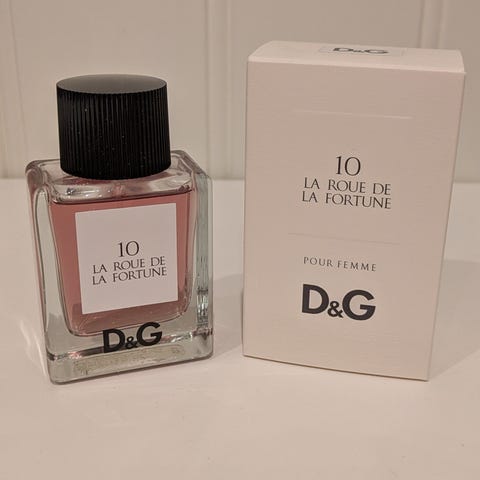 10
LA ROUE DE
LA FORTUNE
D&G
D&G
10
LA ROUE DE
LA FORTUNE
POUR FEMME
D&G